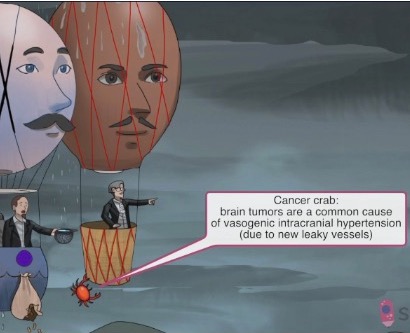 Cancer crab:
brain tumors are a common cause
of vasogenic intracranial hypertension
(due to new leaky vessels)
S